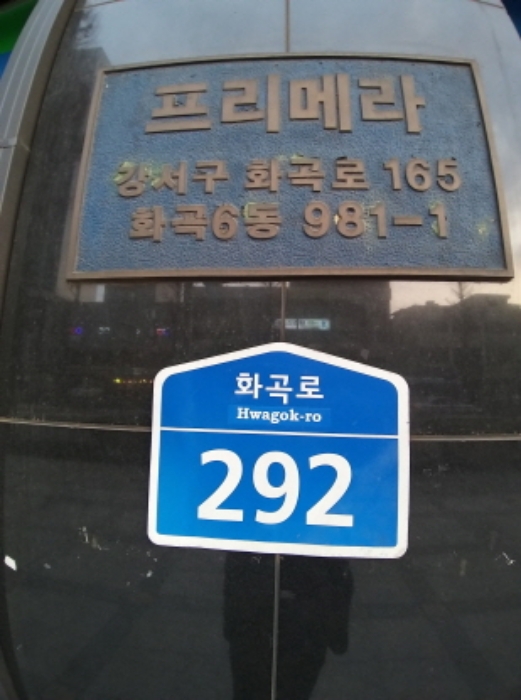 프리메라
강서구 화곡로 165
화곡6동 981-1
화곡로
Hwagok-ro
292